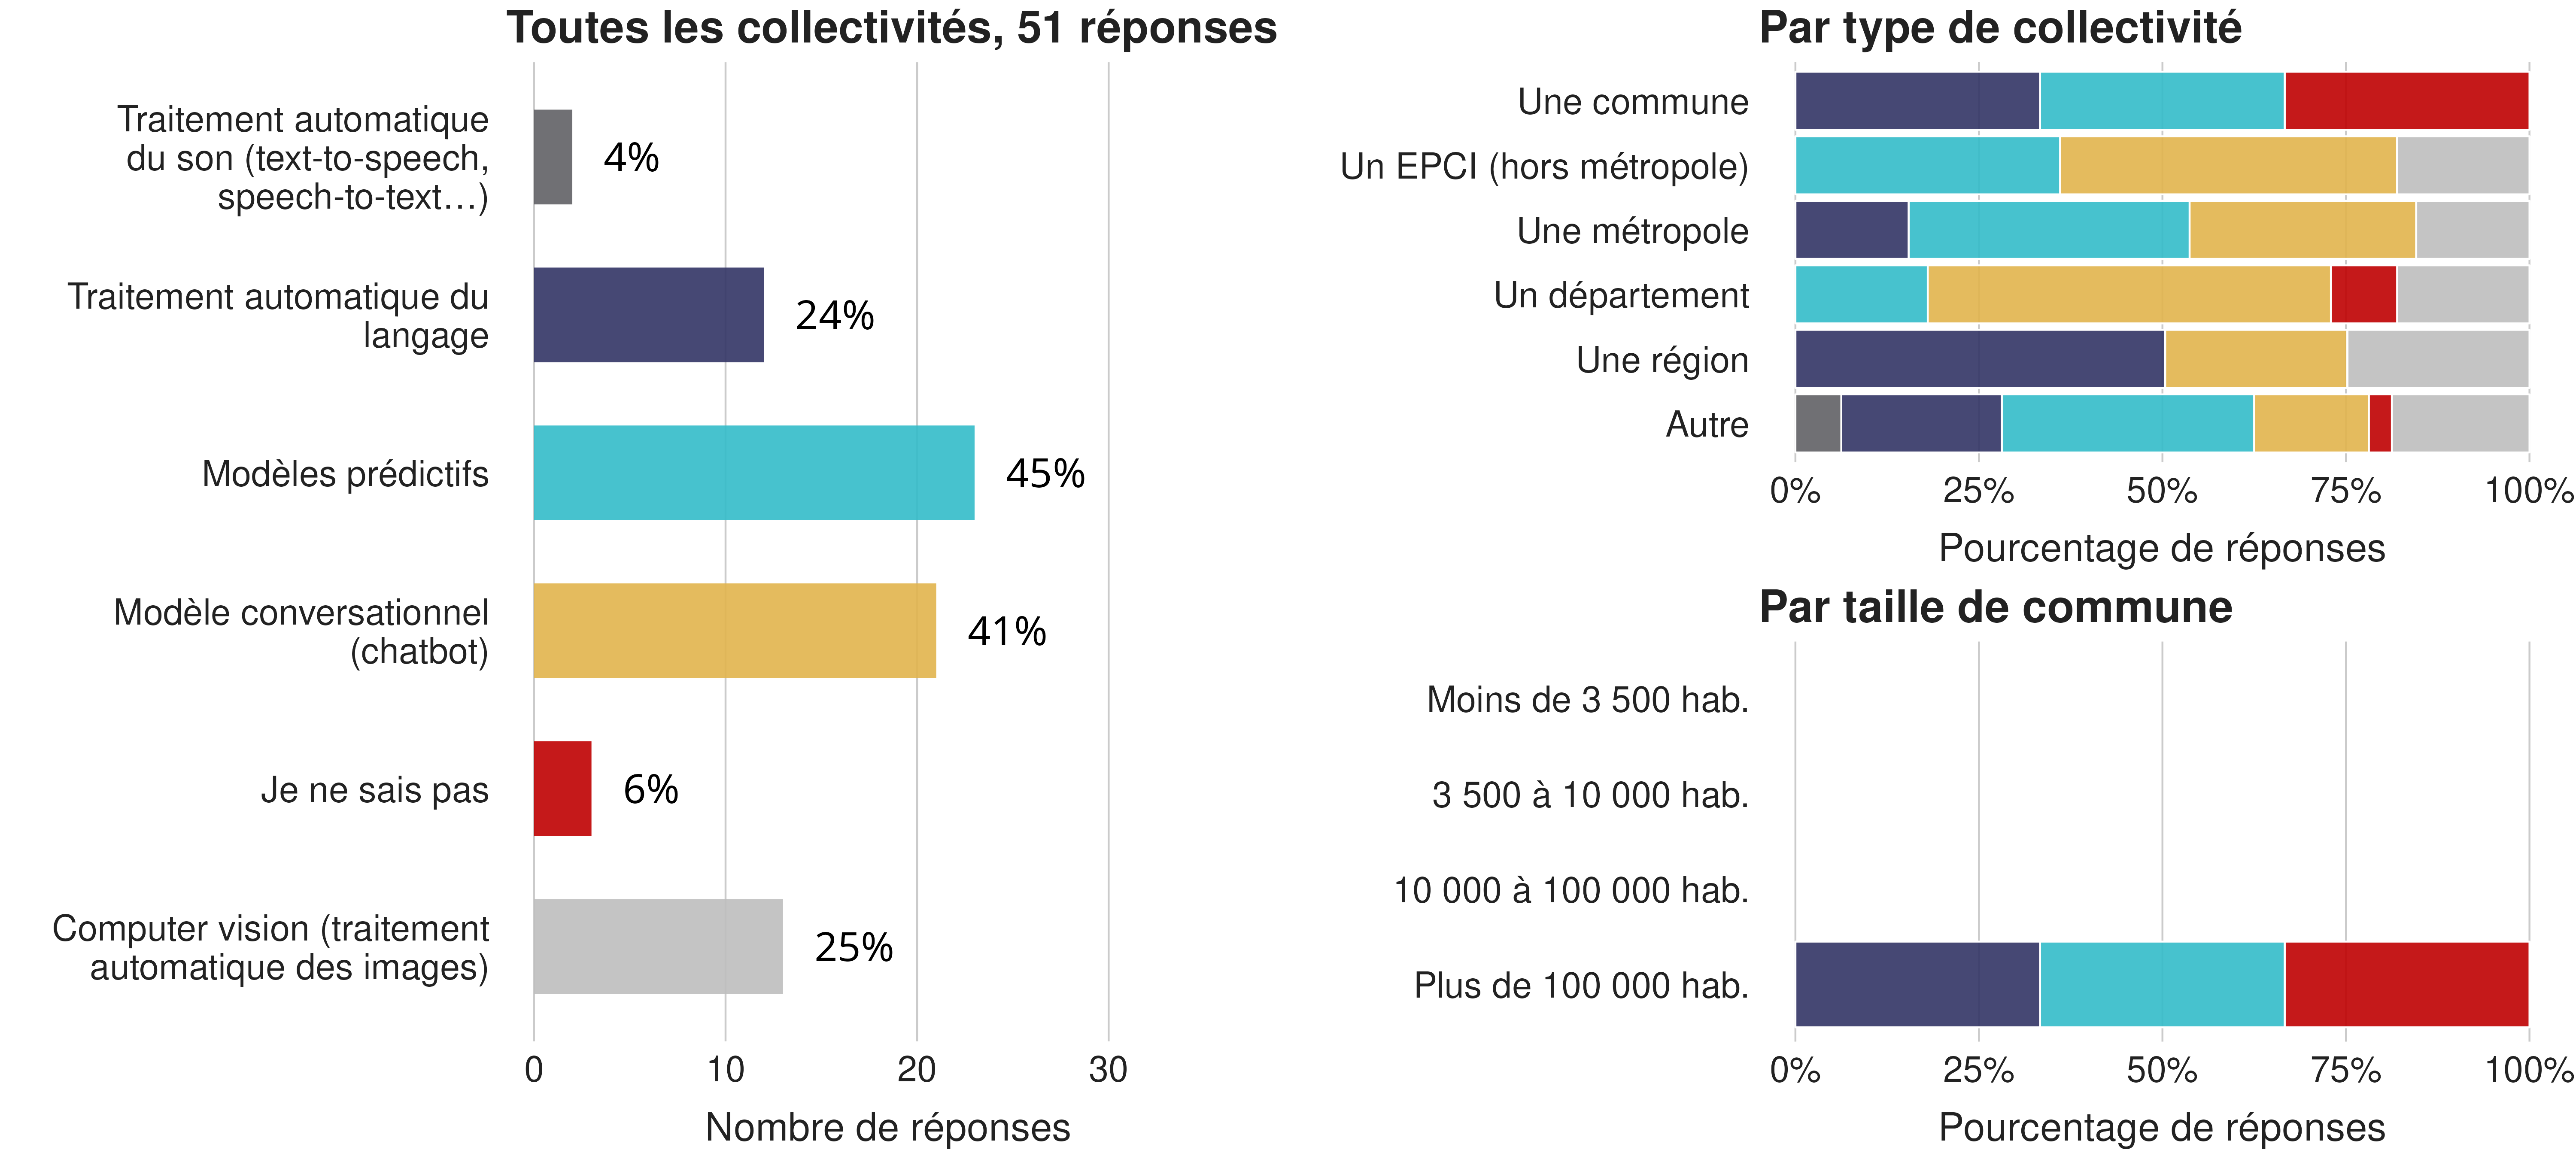 Toutes les collectivités, 51 réponses
Traitement automatique
du son (text-to-speech,
speech-to-text…)
4%
Traitement automatique du
langage
24%
Modèles prédictifs
45%
Modèle conversationnel
(chatbot)
41%
Je ne sais pas
6%
Computer vision (traitement
automatique des images)
25%
0 10 20 30
Nombre de réponses
Par type de collectivité
Une commune
Un EPCI (hors métropole)
Une métropole
Un département
Une région
Autre
0% 25% 50% 75% 100%
Pourcentage de réponses
Par taille de commune
Moins de 3 500 hab.
3 500 à 10 000 hab.
10 000 à 100 000 hab.
Plus de 100 000 hab.
0% 25% 50% 75% 100%
Pourcentage de réponses